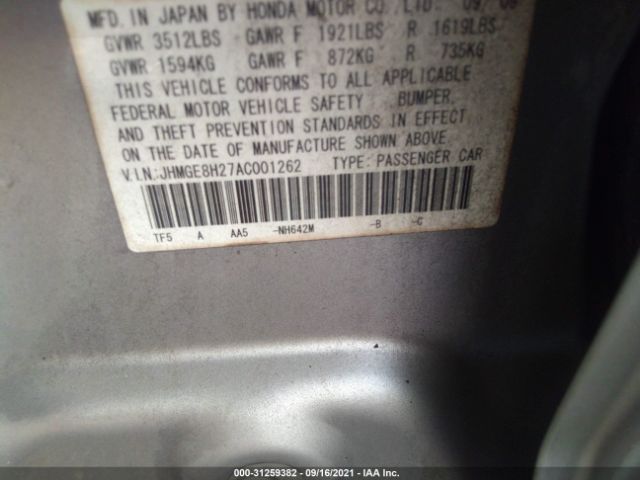 MFD. IN JAPAN BY HONDA MOTOR CO., LTD. 09/09
GVWR 3512LBS GAWR F 1921LBS R 1619LBS
GVWR 1594KG GAWR F 872KG R 735KG
THIS VEHICLE CONFORMS TO ALL APPLICABLE
FEDERAL MOTOR VEHICLE SAFETY BUMPER,
AND THEFT PREVENTION STANDARDS IN EFFECT
ON THE DATE OF MANUFACTURE SHOWN ABOVE.
V.I.N.:JHMGE8H27AC001262 TYPE: PASSENGER CAR
TF5 A AA5 -NH642M -B -C
000-31259382 - 09/16/2021 - IAA Inc.